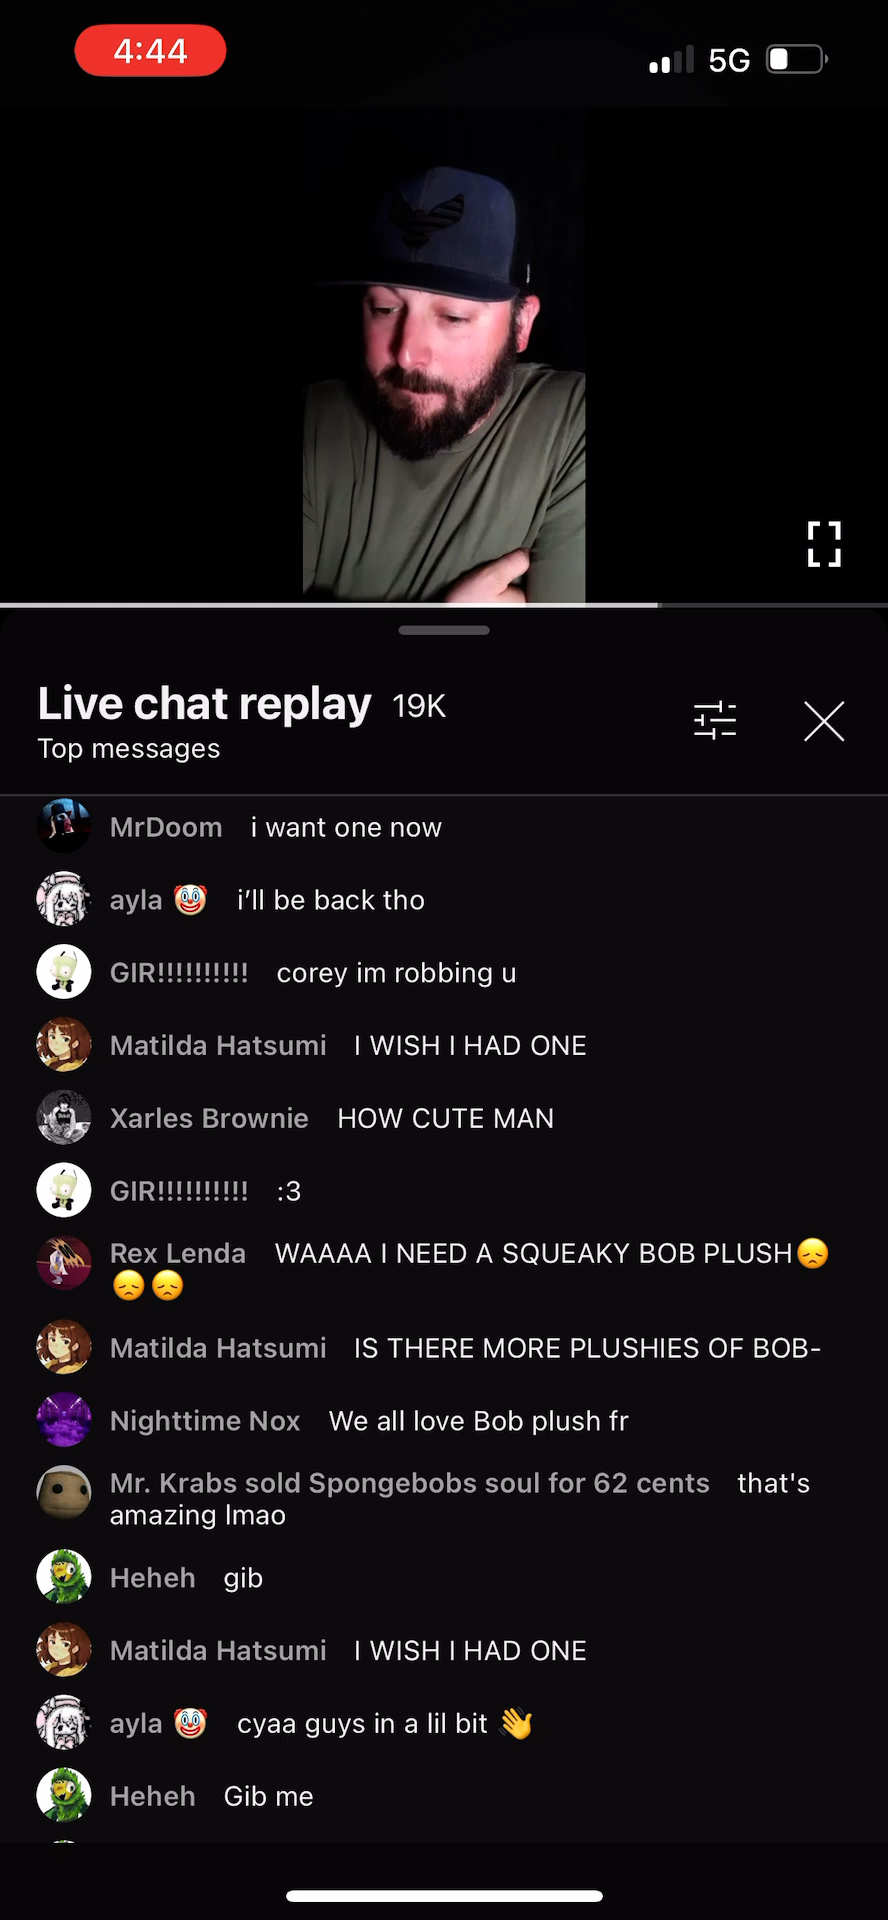 4:44
5G
Live chat replay 19K
Top messages
MrDoom i want one now
ayla 🤡 i’ll be back tho
GIR!!!!!!!!!! corey im robbing u
Matilda Hatsumi I WISH I HAD ONE
Xarles Brownie HOW CUTE MAN
GIR!!!!!!!!!! :3
Rex Lenda WAAAA I NEED A SQUEAKY BOB PLUSH😞
😞😞
Matilda Hatsumi IS THERE MORE PLUSHIES OF BOB-
Nighttime Nox We all love Bob plush fr
Mr. Krabs sold Spongebobs soul for 62 cents that's
amazing lmao
Heheh gib
Matilda Hatsumi I WISH I HAD ONE
ayla 🤡 cyaa guys in a lil bit 👋
Heheh Gib me